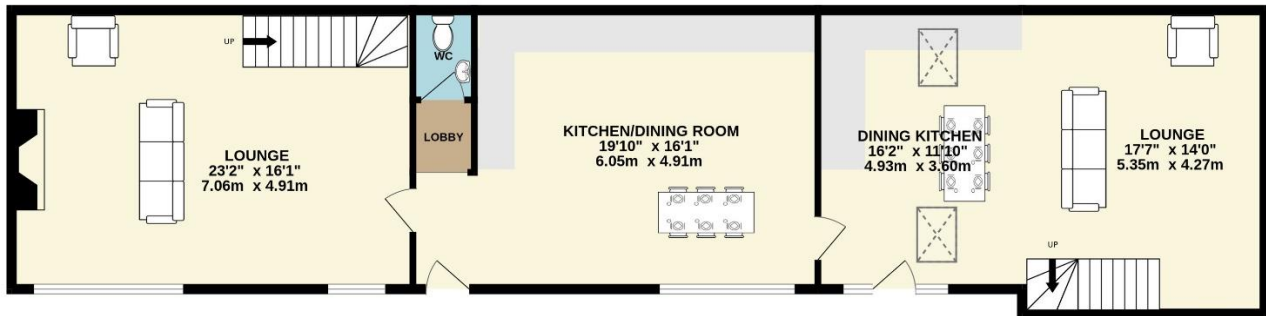 UP
WC
LOBBY
LOUNGE
23'2" x 16'1"
7.06m x 4.91m
KITCHEN/DINING ROOM
19'10" x 16'1"
6.05m x 4.91m
DINING KITCHEN
16'2" x 11'10"
4.93m x 3.60m
LOUNGE
17'7" x 14'0"
5.35m x 4.27m
UP